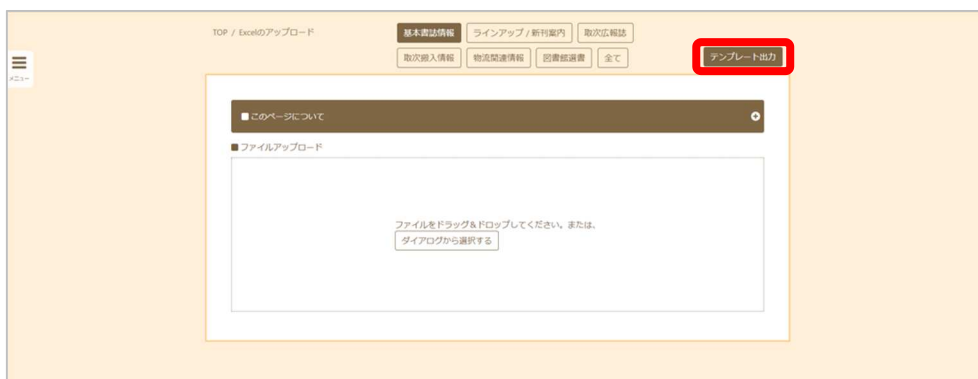 TOP / Excelのアップロード
基本書誌情報 ラインアップ / 新刊案内 取次広報誌
取次搬入情報 物流関連情報 図書館選書 全て
テンプレート出力
メニュー
このページについて
ファイルアップロード
ファイルをドラッグ&ドロップしてください。または、
ダイアログから選択する